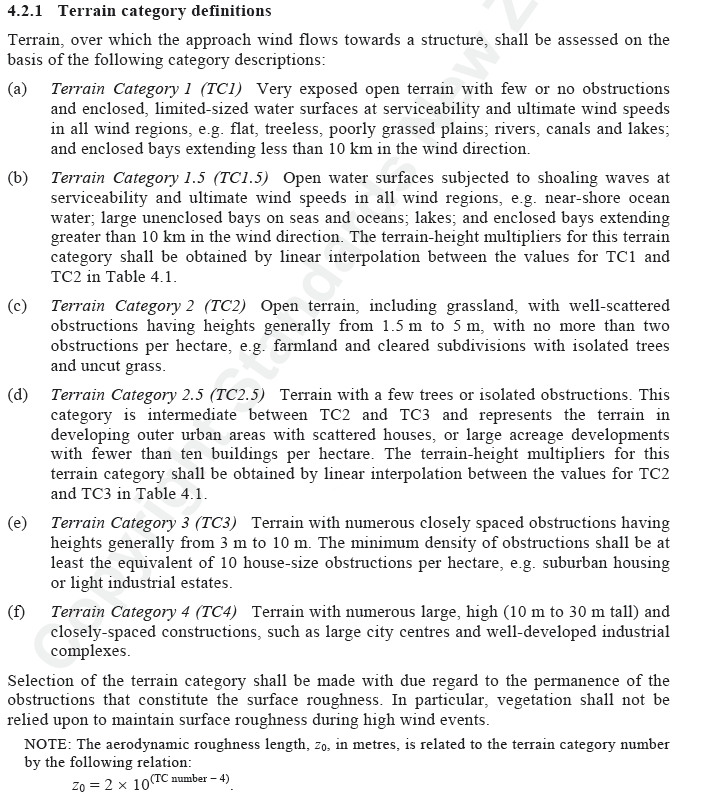 4.2.1 Terrain category definitions
Terrain, over which the approach wind flows towards a structure, shall be assessed on the
basis of the following category descriptions:
(a) Terrain Category 1 (TC1) Very exposed open terrain with few or no obstructions
and enclosed, limited-sized water surfaces at serviceability and ultimate wind speeds
in all wind regions, e.g. flat, treeless, poorly grassed plains; rivers, canals and lakes;
and enclosed bays extending less than 10 km in the wind direction.
(b) Terrain Category 1.5 (TC1.5) Open water surfaces subjected to shoaling waves at
serviceability and ultimate wind speeds in all wind regions, e.g. near-shore ocean
water; large unenclosed bays on seas and oceans; lakes; and enclosed bays extending
greater than 10 km in the wind direction. The terrain-height multipliers for this terrain
category shall be obtained by linear interpolation between the values for TC1 and
TC2 in Table 4.1.
(c) Terrain Category 2 (TC2) Open terrain, including grassland, with well-scattered
obstructions having heights generally from 1.5 m to 5 m, with no more than two
obstructions per hectare, e.g. farmland and cleared subdivisions with isolated trees
and uncut grass.
(d) Terrain Category 2.5 (TC2.5) Terrain with a few trees or isolated obstructions. This
category is intermediate between TC2 and TC3 and represents the terrain in
developing outer urban areas with scattered houses, or large acreage developments
with fewer than ten buildings per hectare. The terrain-height multipliers for this
terrain category shall be obtained by linear interpolation between the values for TC2
and TC3 in Table 4.1.
(e) Terrain Category 3 (TC3) Terrain with numerous closely spaced obstructions having
heights generally from 3 m to 10 m. The minimum density of obstructions shall be at
least the equivalent of 10 house-size obstructions per hectare, e.g. suburban housing
or light industrial estates.
(f) Terrain Category 4 (TC4) Terrain with numerous large, high (10 m to 30 m tall) and
closely-spaced constructions, such as large city centres and well-developed industrial
complexes.
Selection of the terrain category shall be made with due regard to the permanence of the
obstructions that constitute the surface roughness. In particular, vegetation shall not be
relied upon to maintain surface roughness during high wind events.
NOTE: The aerodynamic roughness length, z₀, in metres, is related to the terrain category number
by the following relation:
z₀ = 2 × 10^(TC number – 4).
Copyright Standards New